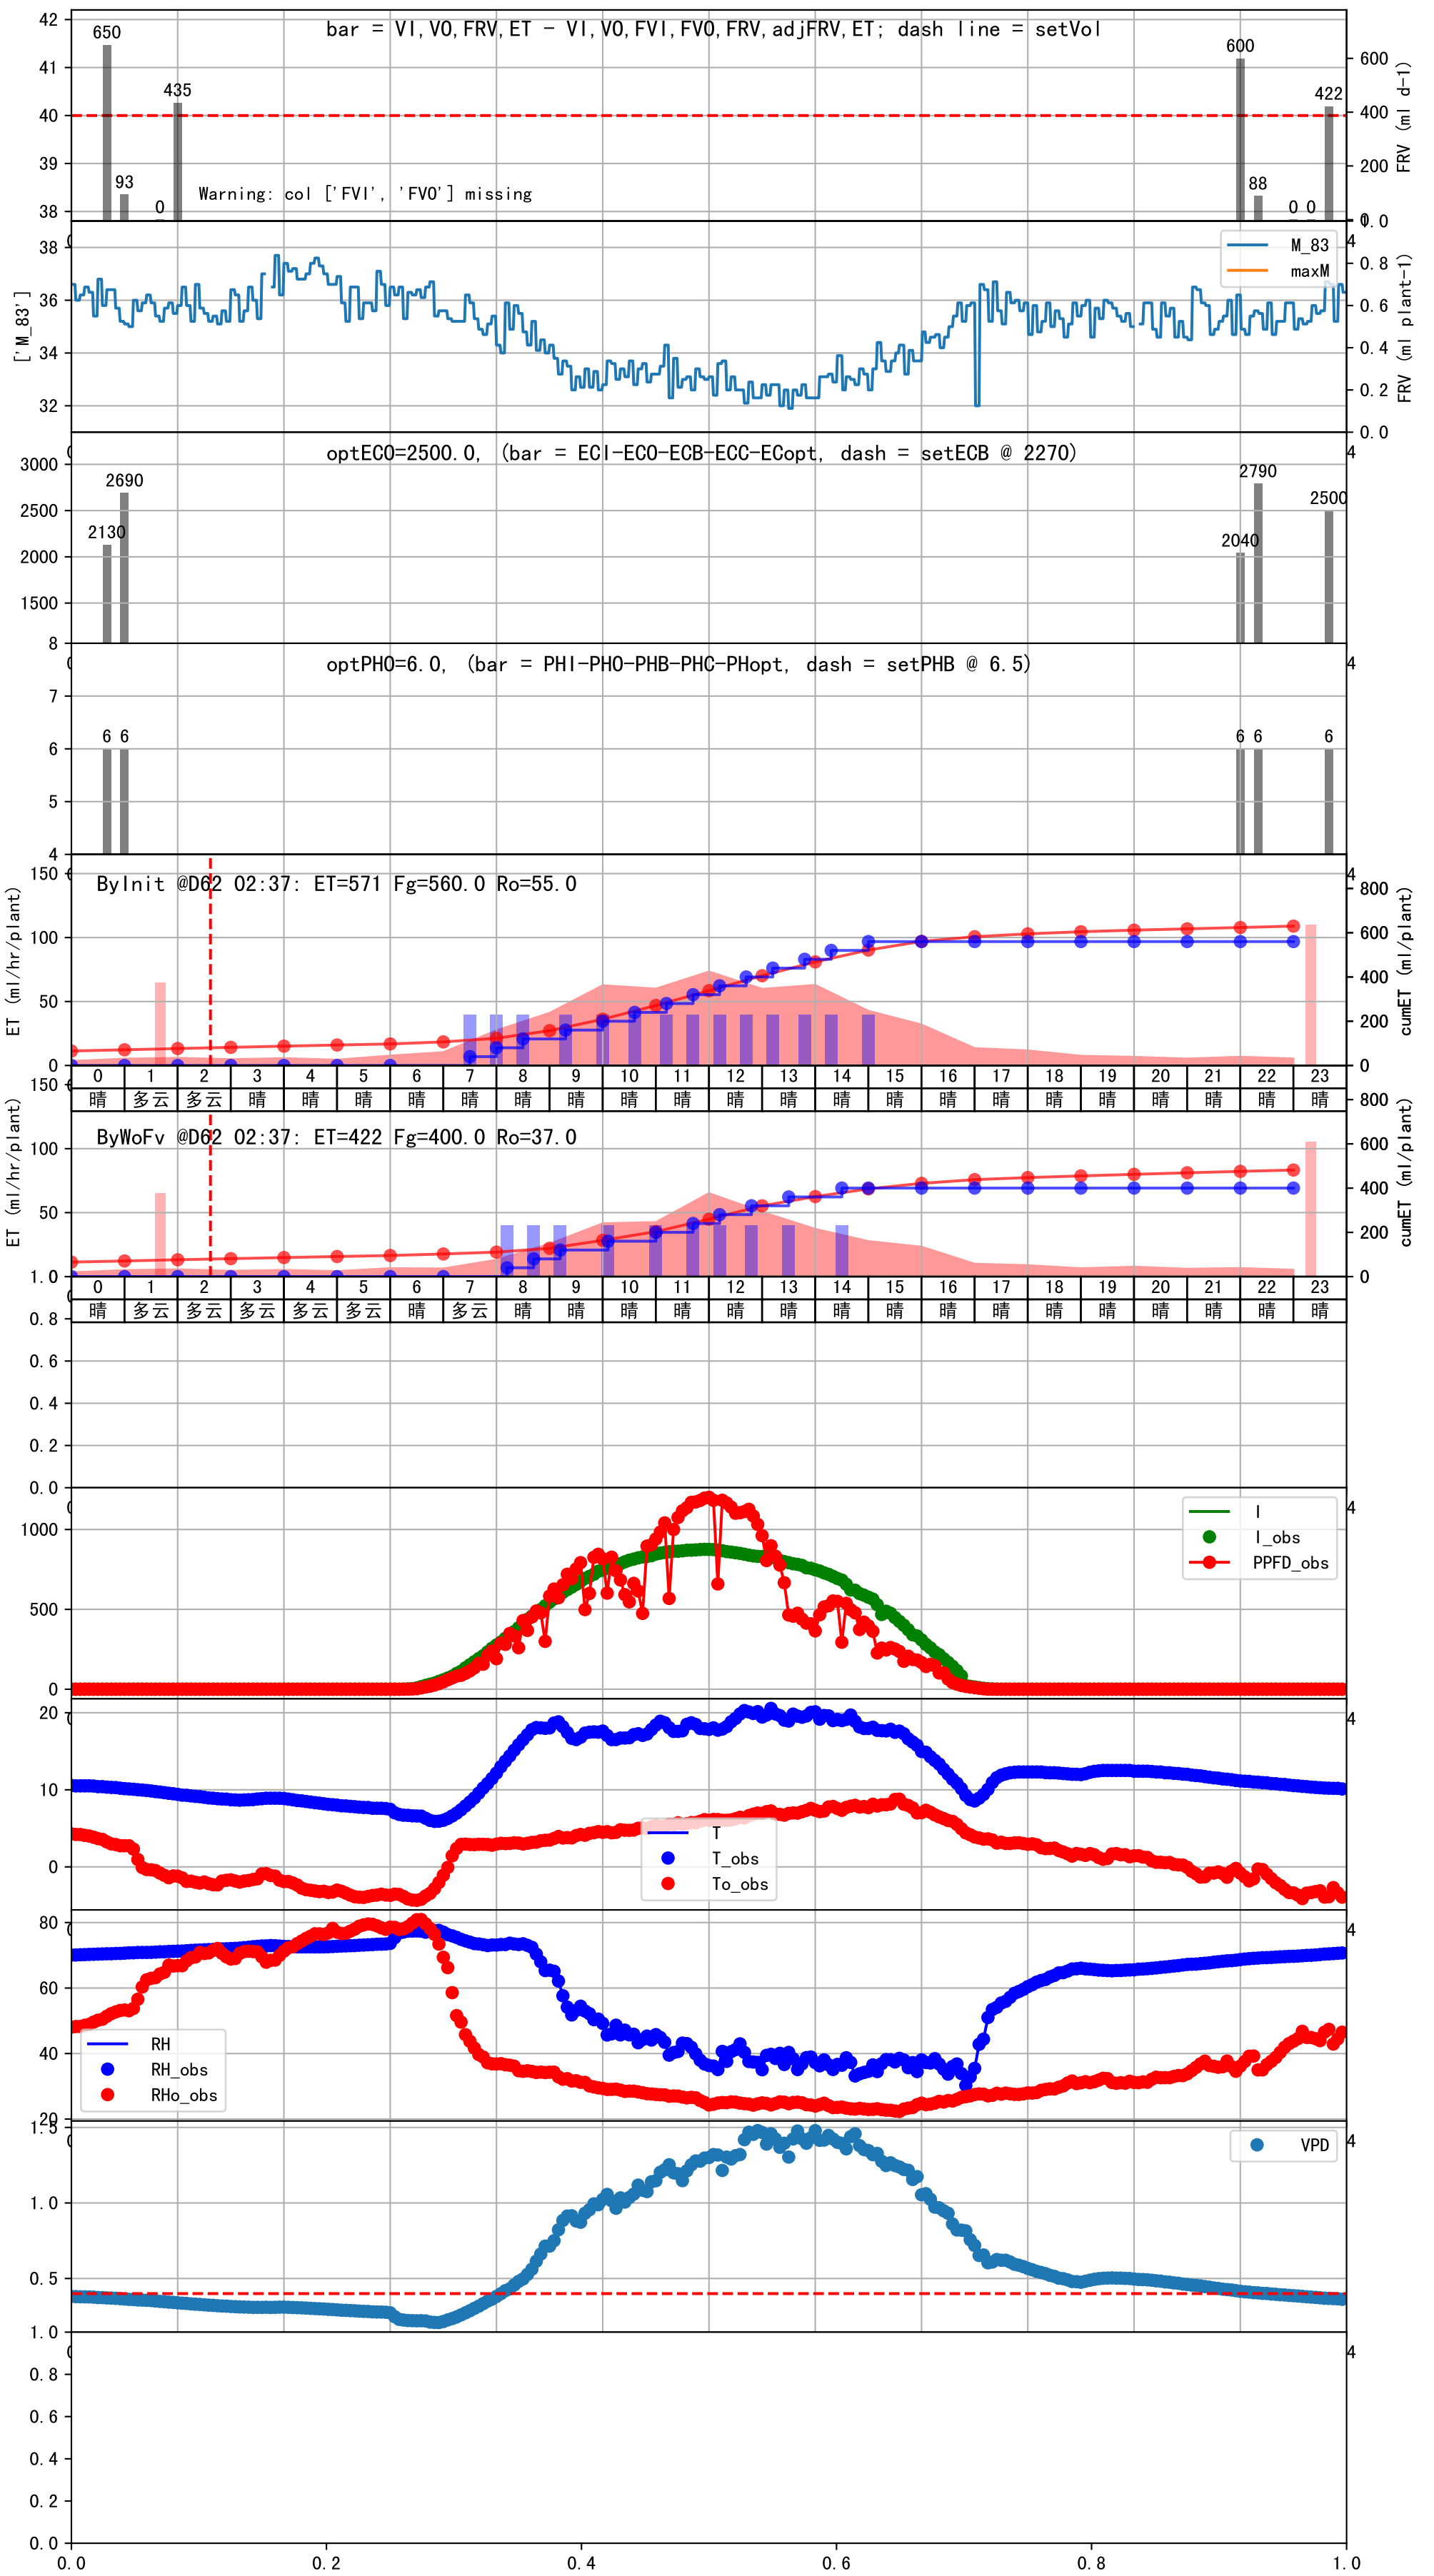 bar = VI,VO,FRV,ET - VI,VO,FVI,FVO,FRV,adjFRV,ET; dash line = setVol
42
41
40
39
38
650
93
0
435
600
88
0
0
422
Warning: col ['FVI', 'FVO'] missing
600
400
200
0
FRV (ml d-1)
['M_83']
38
36
34
32
M_83
maxM
0.8
0.6
0.4
0.2
0.0
FRV (ml plant-1)
optECO=2500.0, (bar = ECI-ECO-ECB-ECC-ECopt, dash = setECB @ 2270)
3000
2500
2000
1500
2130
2690
2040
2790
2500
optPHO=6.0, (bar = PHI-PHO-PHB-PHC-PHopt, dash = setPHB @ 6.5)
8
7
6
5
4
6 6
6 6
6
ByInit @D62 02:37: ET=571 Fg=560.0 Ro=55.0
ET (ml/hr/plant)
150
100
50
0
800
600
400
200
0
cumET (ml/plant)
0 1 2 3 4 5 6 7 8 9 10 11 12 13 14 15 16 17 18 19 20 21 22 23
晴 多云 多云 晴 晴 晴 晴 晴 晴 晴 晴 晴 晴 晴 晴 晴 晴 晴 晴 晴 晴 晴 晴 晴
ByWoFv @D62 02:37: ET=422 Fg=400.0 Ro=37.0
ET (ml/hr/plant)
150
100
50
800
600
400
200
0
cumET (ml/plant)
0 1 2 3 4 5 6 7 8 9 10 11 12 13 14 15 16 17 18 19 20 21 22 23
晴 多云 多云 多云 多云 多云 晴 多云 晴 晴 晴 晴 晴 晴 晴 晴 晴 晴 晴 晴 晴 晴 晴 晴
1.0
0.8
0.6
0.4
0.2
0.0
1000
500
0
I
I_obs
PPFD_obs
20
10
0
T
T_obs
To_obs
80
60
40
20
RH
RH_obs
RHo_obs
1.5
1.0
0.5
VPD
1.0
0.8
0.6
0.4
0.2
0.0
0.0 0.2 0.4 0.6 0.8 1.0